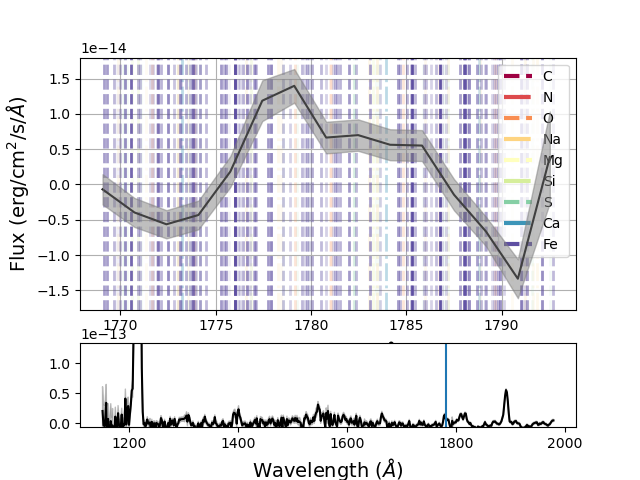 1e−14
1.5
1.0
0.5
0.0
−0.5
−1.0
−1.5
Flux (erg/cm²/s/Å)
C
N
O
Na
Mg
Si
S
Ca
Fe
1770 1775 1780 1785 1790
1e−13
1.0
0.5
0.0
1200 1400 1600 1800 2000
Wavelength (Å)